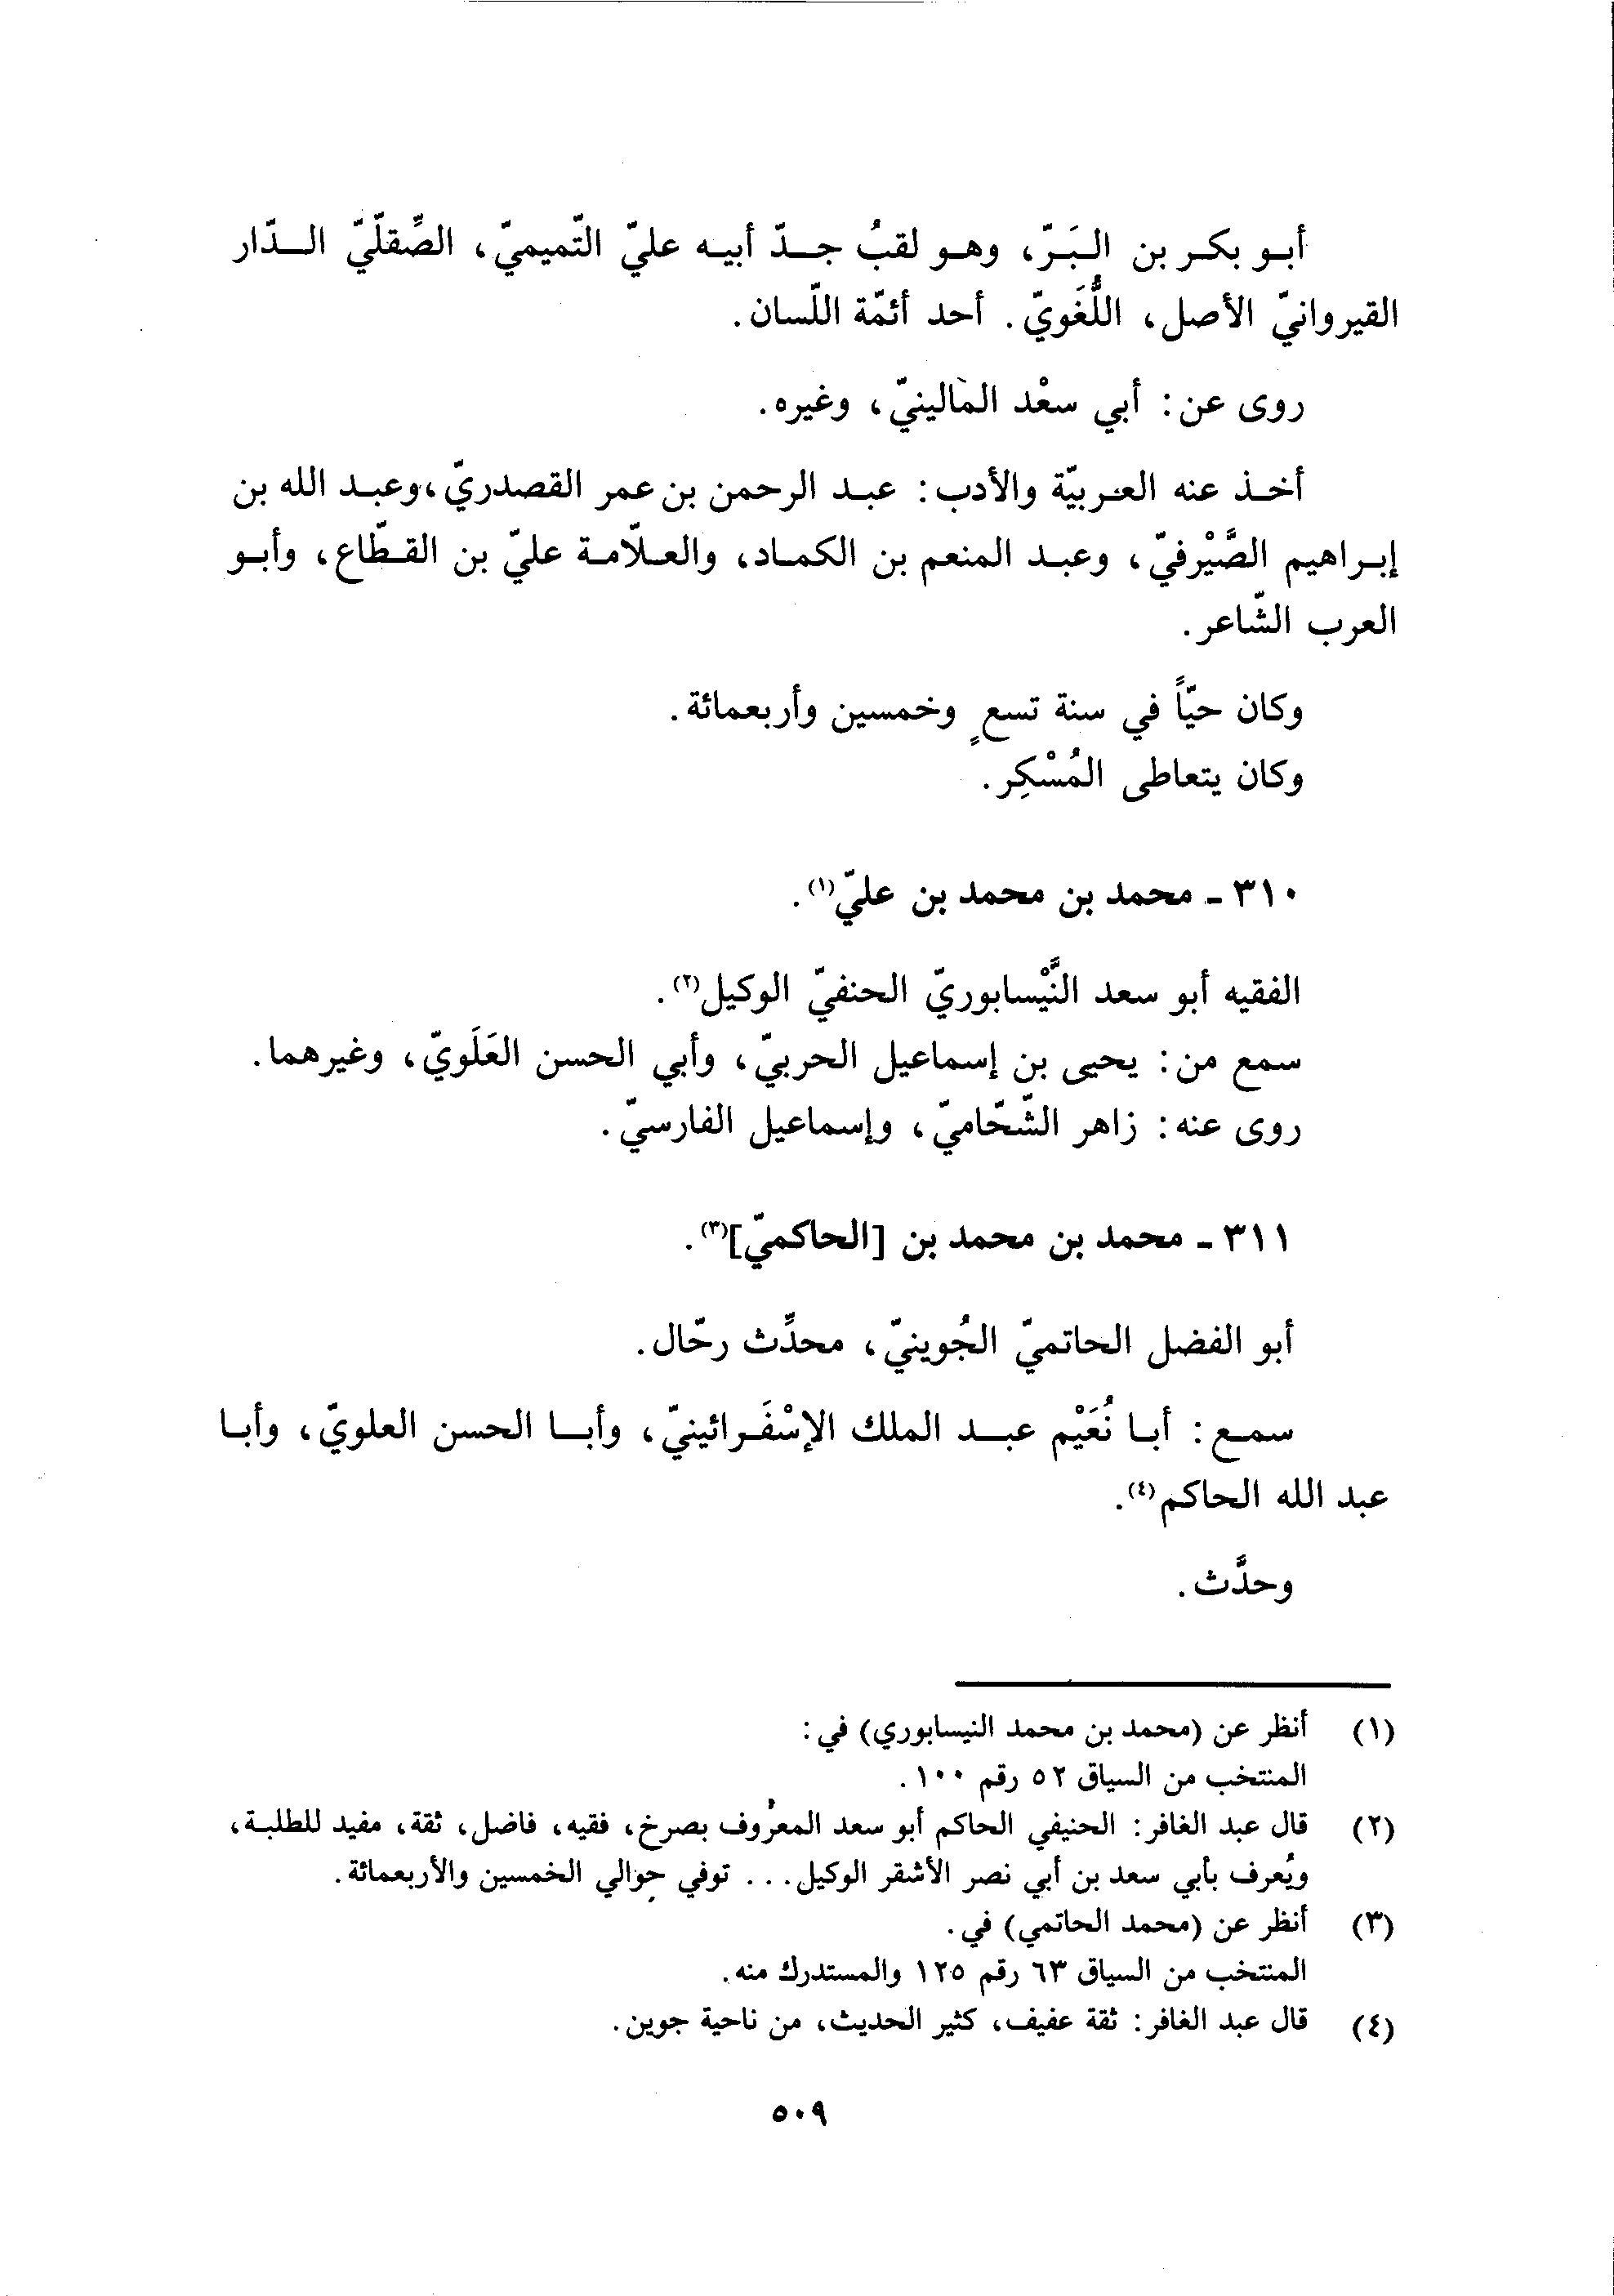 أبو بكر بن البَرّ، وهو لقبُ جدّ أبيه عليّ التّميميّ، الصِّقلّيّ الدّار
القيروانيّ الأصل، اللُّغَويّ. أحد أئمّة اللّسان.
روى عن: أبي سعْد المالينيّ، وغيره.
أخذ عنه العربيّة والأدب: عبد الرحمن بن عمر القصدريّ، وعبد الله بن
إبراهيم الصَّيْرفيّ، وعبد المنعم بن الكماد، والعلّامة عليّ بن القطّاع، وأبو
العرب الشّاعر.
وكان حيّاً في سنة تسعٍ وخمسين وأربعمائة.
وكان يتعاطى المُسْكِر.
٣١٠ ـ محمد بن محمد بن عليّ(١).
الفقيه أبو سعد النَّيْسابوريّ الحنفيّ الوكيل(٢).
سمع من: يحيى بن إسماعيل الحربيّ، وأبي الحسن العَلَويّ، وغيرهما.
روى عنه: زاهر الشّحّاميّ، وإسماعيل الفارسيّ.
٣١١ ـ محمد بن محمد بن [الحاكميّ](٣).
أبو الفضل الحاتميّ الجُوينيّ، محدِّث رحّال.
سمع: أبا نُعَيْم عبد الملك الإسْفَرائينيّ، وأبا الحسن العلويّ، وأبا
عبد الله الحاكم(٤).
وحدَّث.
(١) أنظر عن (محمد بن محمد النيسابوري) في:
المنتخب من السياق ٥٢ رقم ١٠٠.
(٢) قال عبد الغافر: الحنيفي الحاكم أبو سعد المعرُوف بصرخ، فقيه، فاضل، ثقة، مفيد للطلبة،
ويُعرف بأبي سعد بن أبي نصر الأشقر الوكيل... توفي حوالي الخمسين والأربعمائة.
(٣) أنظر عن (محمد الحاتمي) في.
المنتخب من السياق ٦٣ رقم ١٢٥ والمستدرك منه.
(٤) قال عبد الغافر: ثقة عفيف، كثير الحديث، من ناحية جوين.
٥٠٩